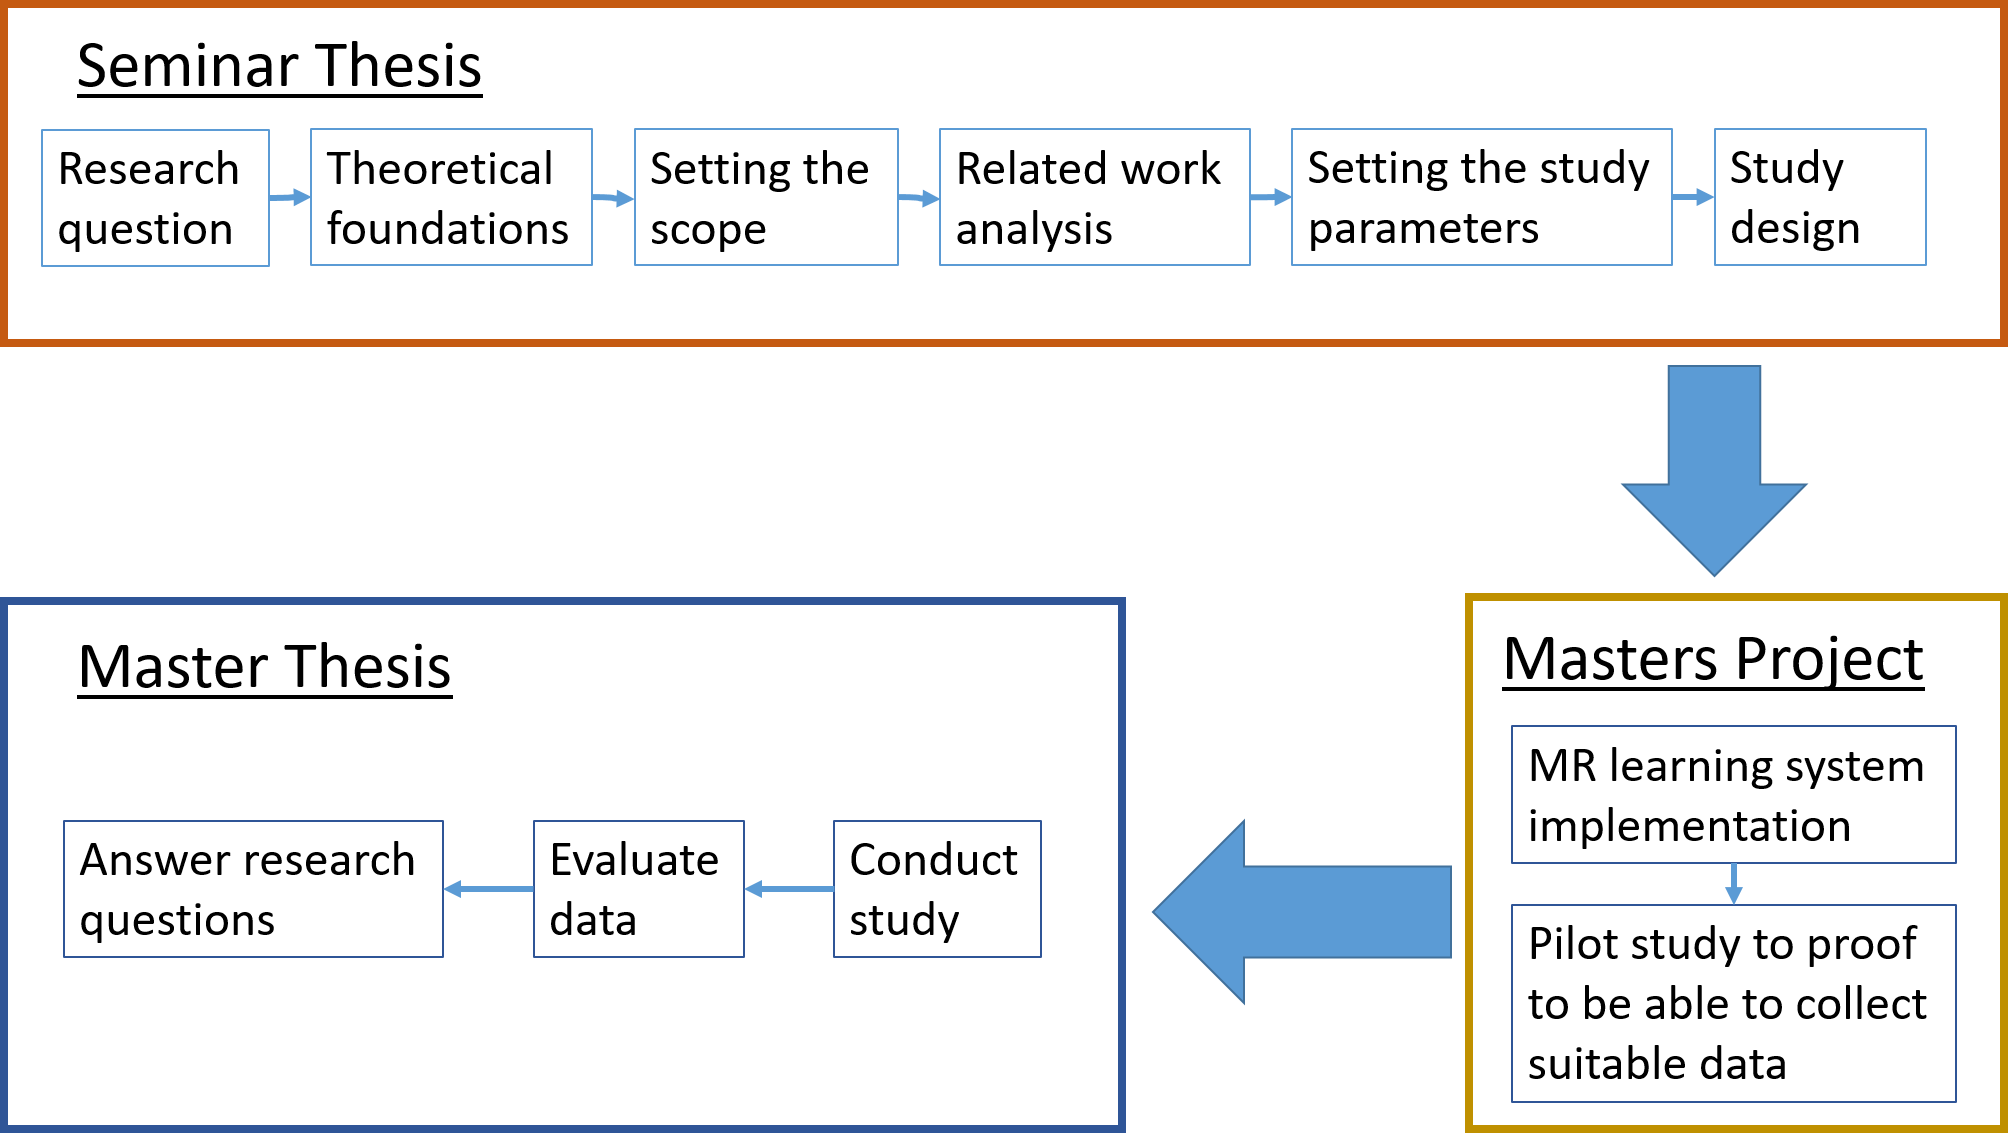 Seminar Thesis
Research
question
Theoretical
foundations
Setting the
scope
Related work
analysis
Setting the study
parameters
Study
design
Masters Project
MR learning system
implementation
Pilot study to proof
to be able to collect
suitable data
Master Thesis
Conduct
study
Evaluate
data
Answer research
questions